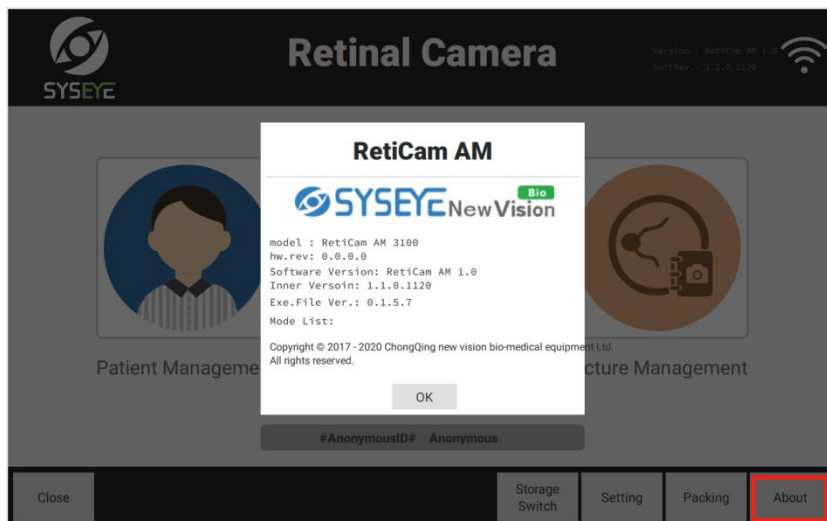 SYSEYE
Retinal Camera
Version : RetiCam AM 1.0
SuitRev.: 1.1.0.1120
RetiCam AM
SYSEYE New Vision Bio
model : RetiCam AM 3100
hw.rev: 0.0.0.0
Software Version: RetiCam AM 1.0
Inner Versoin: 1.1.0.1120
Exe.File Ver.: 0.1.5.7
Mode List:
Copyright © 2017 - 2020 ChongQing new vision bio-medical equipment Ltd.
All rights reserved.
OK
Patient Manageme
cture Management
#AnonymousID# Anonymous
Close
Storage
Switch
Setting
Packing
About